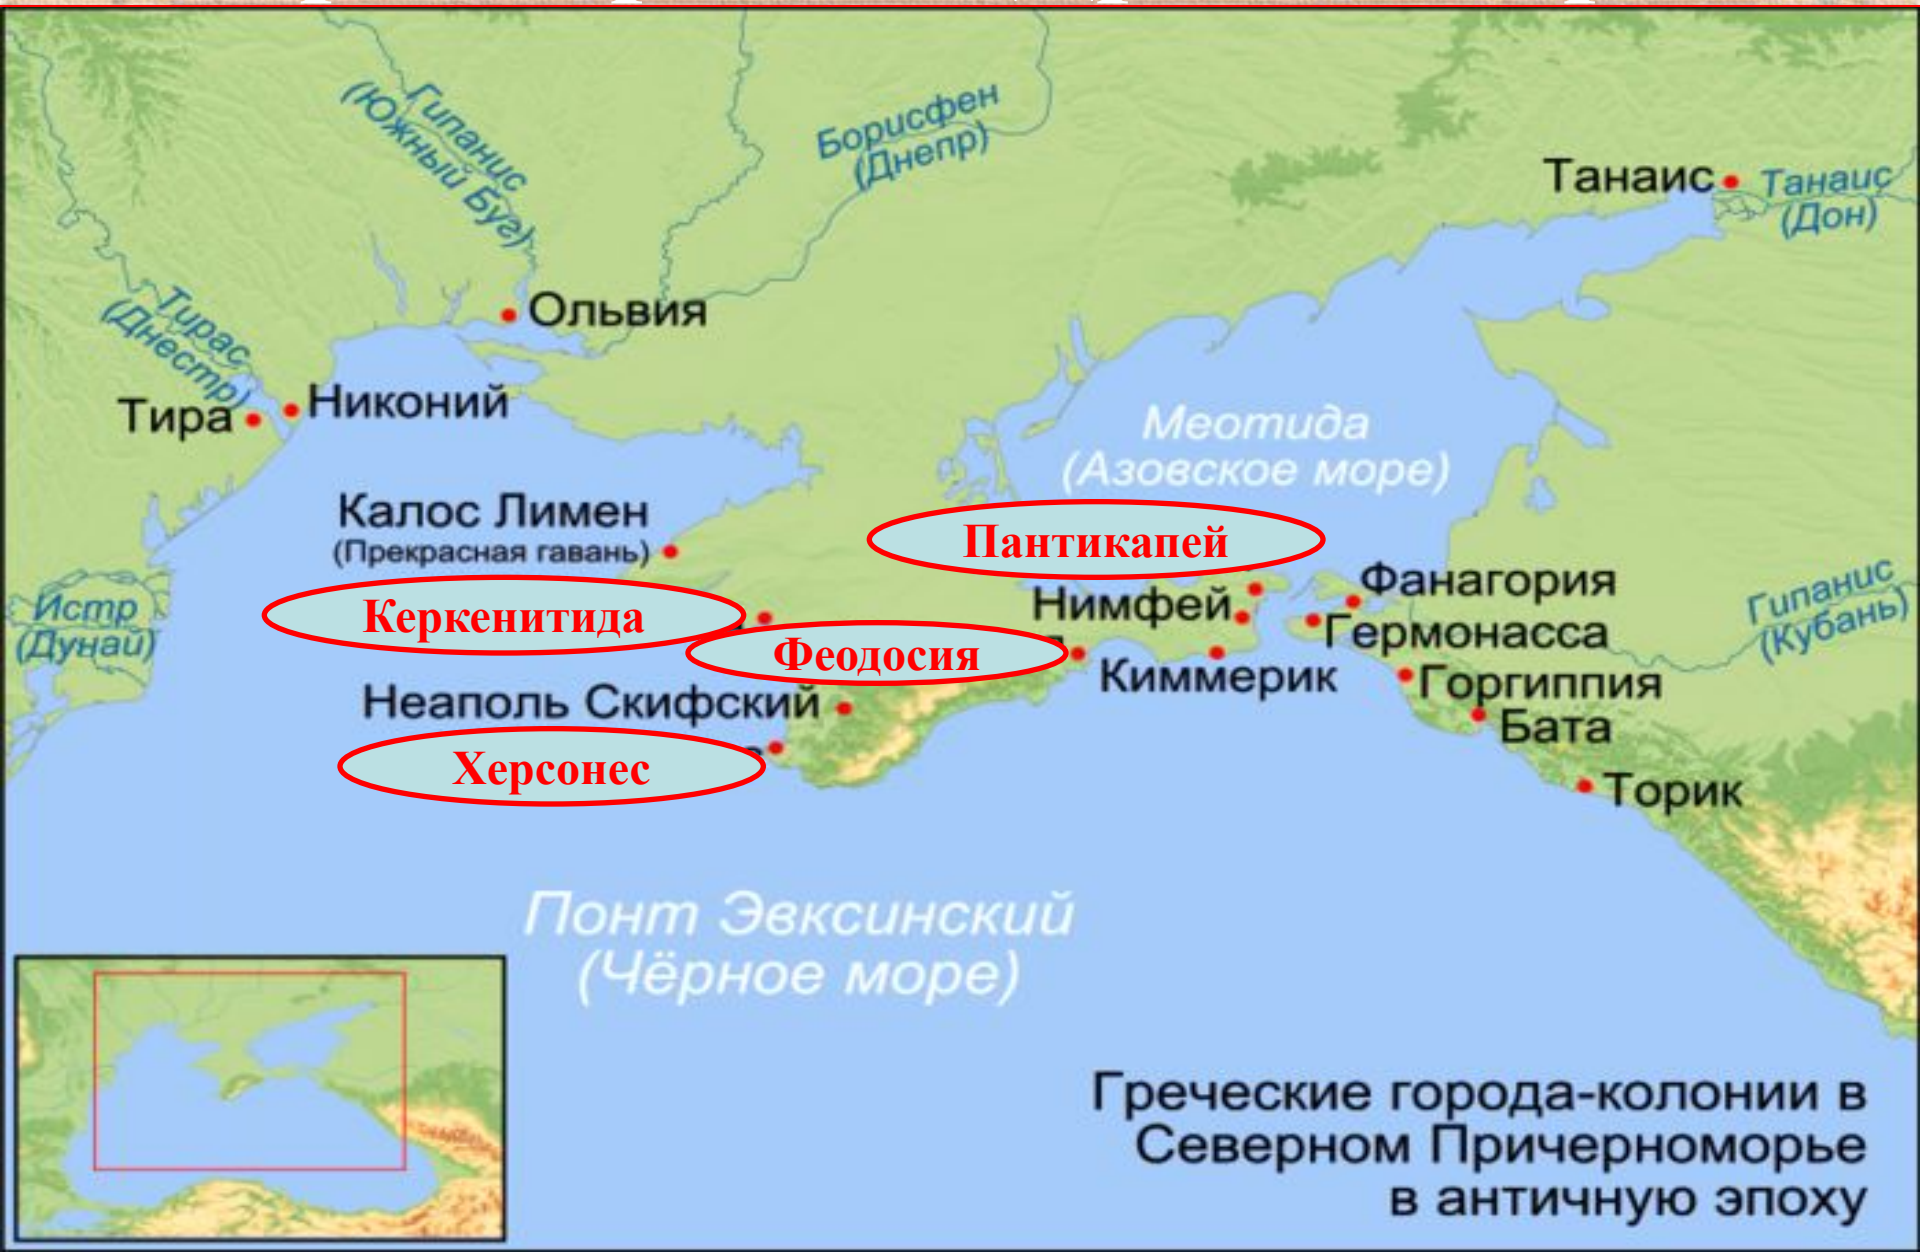 Гипанис
(Южный Буг)
Борисфен
(Днепр)
Танаис
Танаис
(Дон)
Тирас
(Днестр)
Ольвия
Тира
Никоний
Меотида
(Азовское море)
Калос Лимен
(Прекрасная гавань)
Пантикапей
Истр
(Дунай)
Керкенитида
Нимфей
Фанагория
Гермонасса
Гипанис
(Кубань)
Феодосия
Киммерик
Горгиппия
Неаполь Скифский
Бата
Херсонес
Торик
Понт Эвксинский
(Чёрное море)
Греческие города-колонии в
Северном Причерноморье
в античную эпоху